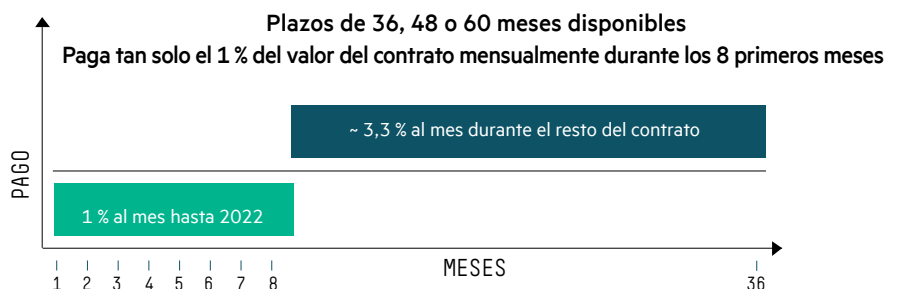 Plazos de 36, 48 o 60 meses disponibles
Paga tan solo el 1 % del valor del contrato mensualmente durante los 8 primeros meses
~ 3,3 % al mes durante el resto del contrato
PAGO
1 % al mes hasta 2022
MESES
1 2 3 4 5 6 7 8 36